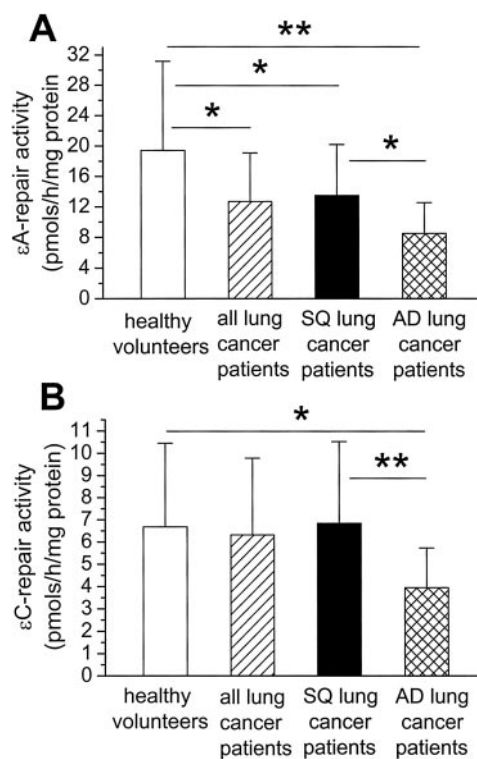 A
**
*
*
*
εA-repair activity
(pmols/h/mg protein)
32
28
24
20
16
12
8
4
0
healthy
volunteers
all lung
cancer
patients
SQ lung
cancer
patients
AD lung
cancer
patients
B
*
**
εC-repair activity
(pmols/h/mg protein)
11
10
9
8
7
6
5
4
3
2
1
0
healthy
volunteers
all lung
cancer
patients
SQ lung
cancer
patients
AD lung
cancer
patients